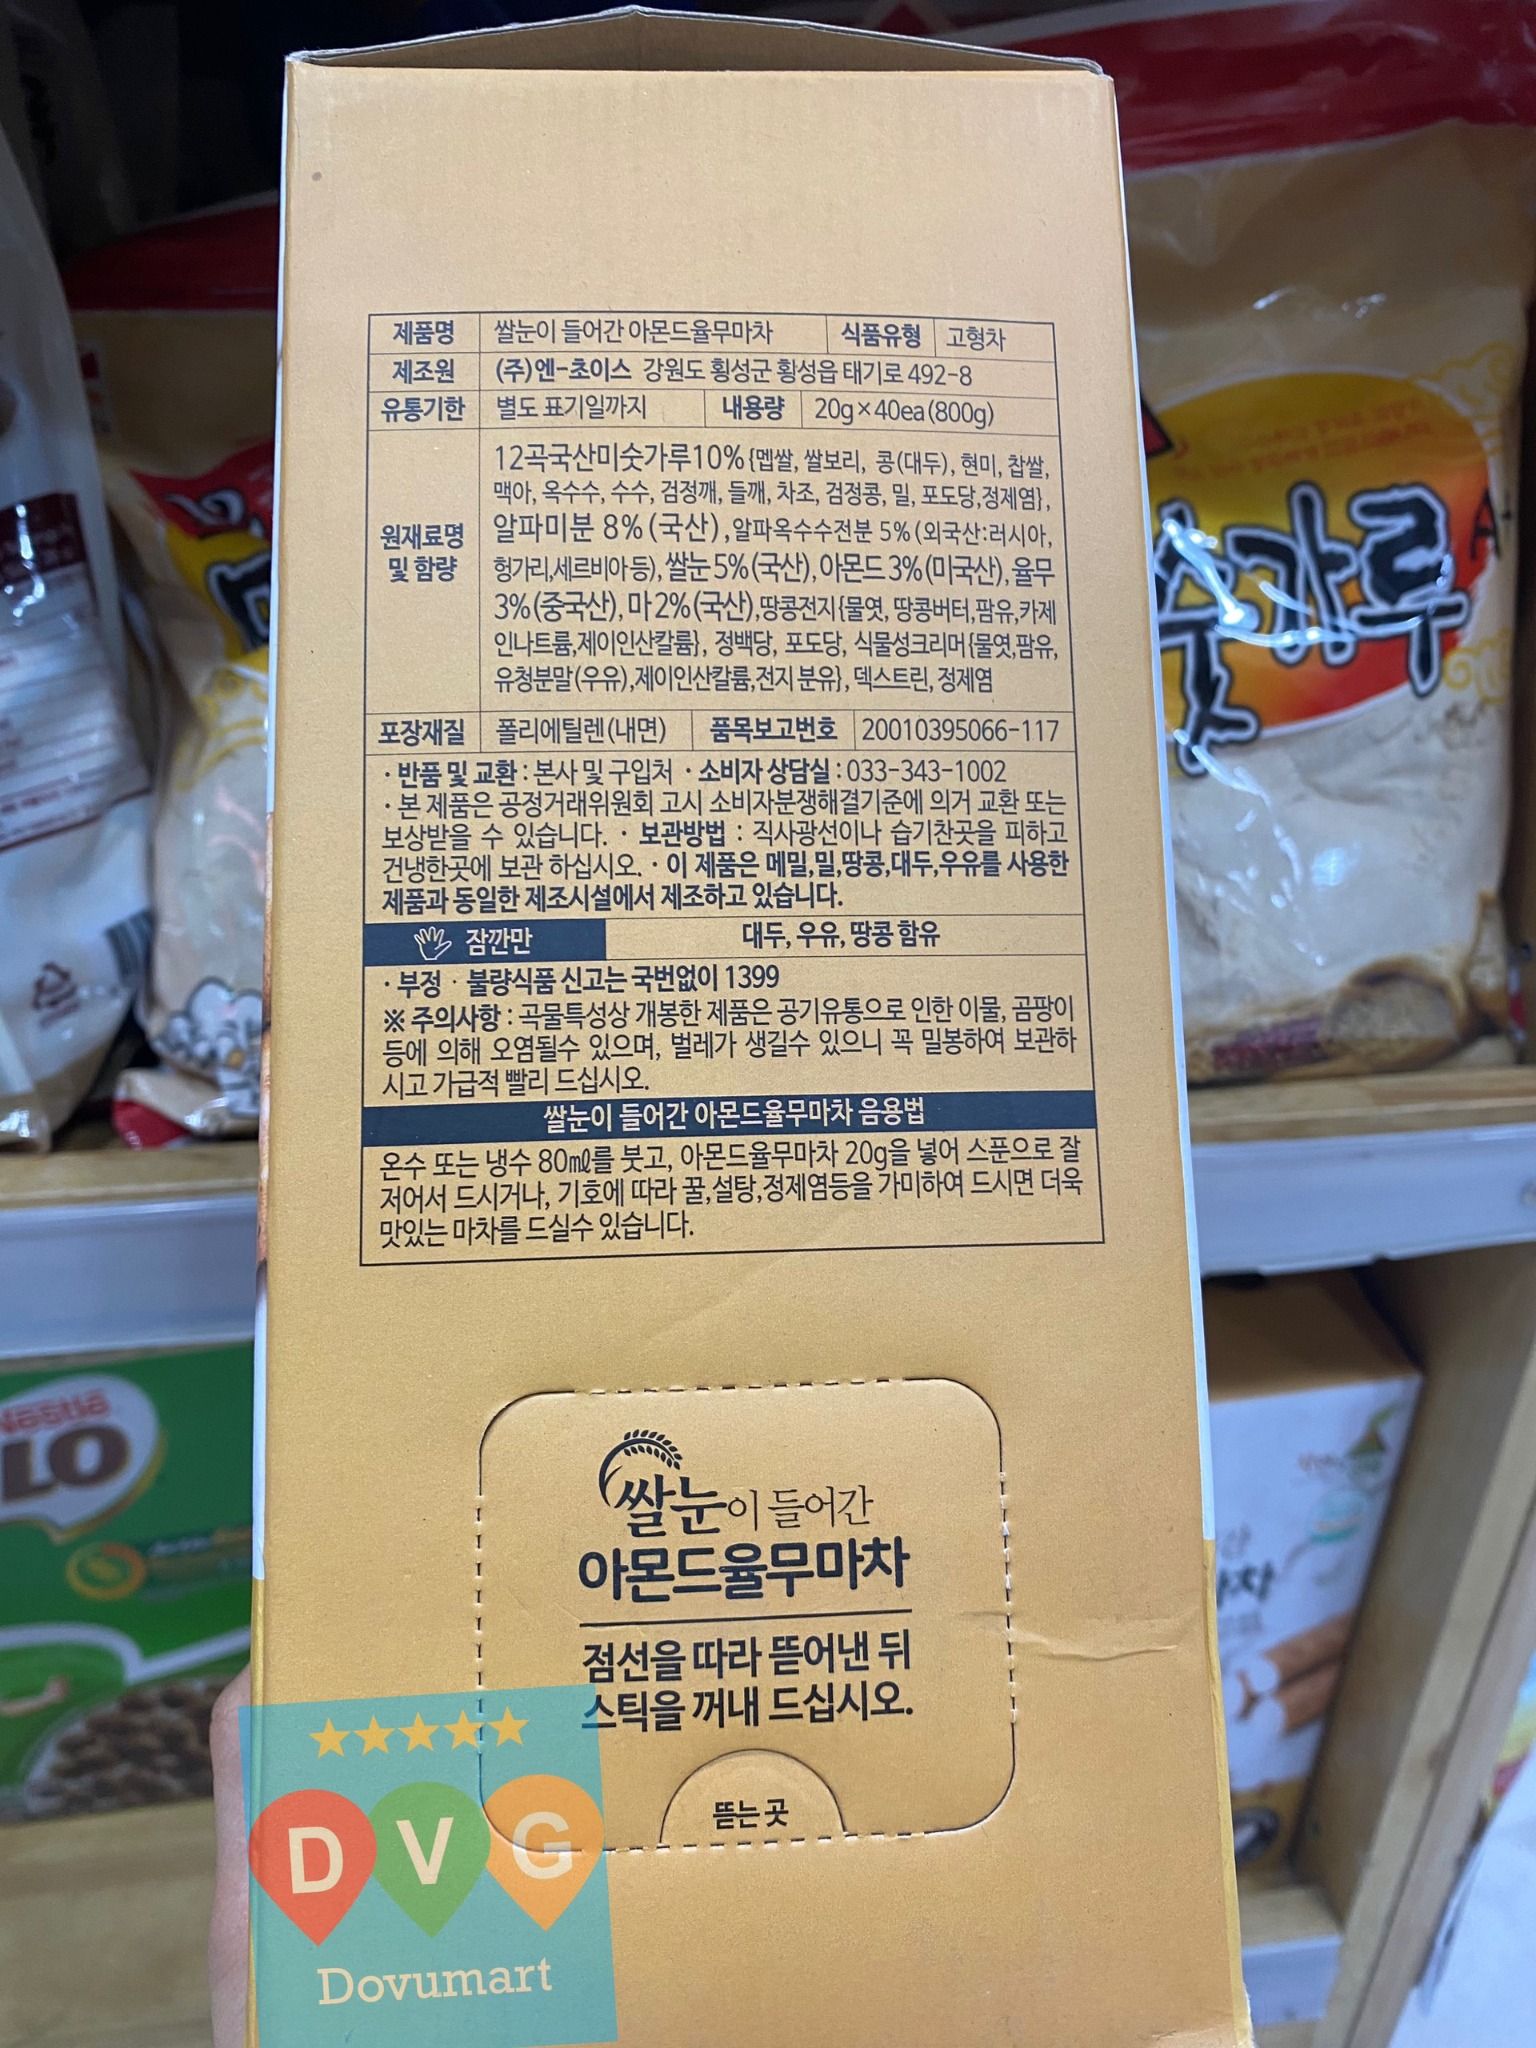 제품명 쌀눈이 들어간 아몬드율무마차 식품유형 고형차
제조원 (주)엔-초이스 강원도 횡성군 횡성읍 태기로 492-8
유통기한 별도 표기일까지 내용량 20g×40ea(800g)
원재료명 및 함량
12곡국산미숫가루10%{멥쌀, 쌀보리, 콩(대두), 현미, 찹쌀,
맥아, 옥수수, 수수, 검정깨, 들깨, 차조, 검정콩, 밀, 포도당,정제염},
알파미분 8%(국산),알파옥수수전분 5%(외국산:러시아,
헝가리,세르비아등),쌀눈5%(국산),아몬드3%(미국산),율무
3%(중국산),마2%(국산),땅콩전지{물엿, 땅콩버터,팜유,카제
인나트륨,제이인산칼륨}, 정백당, 포도당, 식물성크리머{물엿,팜유,
유청분말(우유),제이인산칼륨,전지 분유}, 덱스트린, 정제염
포장재질 폴리에틸렌(내면) 품목보고번호 20010395066-117
· 반품 및 교환 : 본사 및 구입처 · 소비자 상담실 : 033-343-1002
· 본 제품은 공정거래위원회 고시 소비자분쟁해결기준에 의거 교환 또는
보상받을 수 있습니다. · 보관방법 : 직사광선이나 습기찬곳을 피하고
건냉한곳에 보관 하십시오. · 이 제품은 메밀,밀,땅콩,대두,우유를 사용한
제품과 동일한 제조시설에서 제조하고 있습니다.
잠깐만 대두, 우유, 땅콩 함유
· 부정 · 불량식품 신고는 국번없이 1399
※ 주의사항 : 곡물특성상 개봉한 제품은 공기유통으로 인한 이물, 곰팡이
등에 의해 오염될수 있으며, 벌레가 생길수 있으니 꼭 밀봉하여 보관하
시고 가급적 빨리 드십시오.
쌀눈이 들어간 아몬드율무마차 음용법
온수 또는 냉수 80㎖를 붓고, 아몬드율무마차 20g을 넣어 스푼으로 잘
저어서 드시거나, 기호에 따라 꿀,설탕,정제염등을 가미하여 드시면 더욱
맛있는 마차를 드실수 있습니다.
쌀눈이 들어간
아몬드율무마차
점선을 따라 뜯어낸 뒤
스틱을 꺼내 드십시오.
뜯는 곳
D V G
Dovumart
Nestlé
LO
숫가루